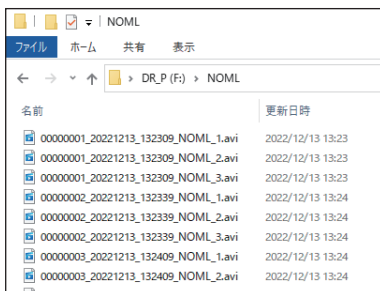 NOML
ファイル ホーム 共有 表示
DR_P (F:) › NOML
名前 更新日時
00000001_20221213_132309_NOML_1.avi 2022/12/13 13:23
00000001_20221213_132309_NOML_2.avi 2022/12/13 13:23
00000001_20221213_132309_NOML_3.avi 2022/12/13 13:23
00000002_20221213_132339_NOML_1.avi 2022/12/13 13:24
00000002_20221213_132339_NOML_2.avi 2022/12/13 13:24
00000002_20221213_132339_NOML_3.avi 2022/12/13 13:24
00000003_20221213_132409_NOML_1.avi 2022/12/13 13:24
00000003_20221213_132409_NOML_2.avi 2022/12/13 13:24